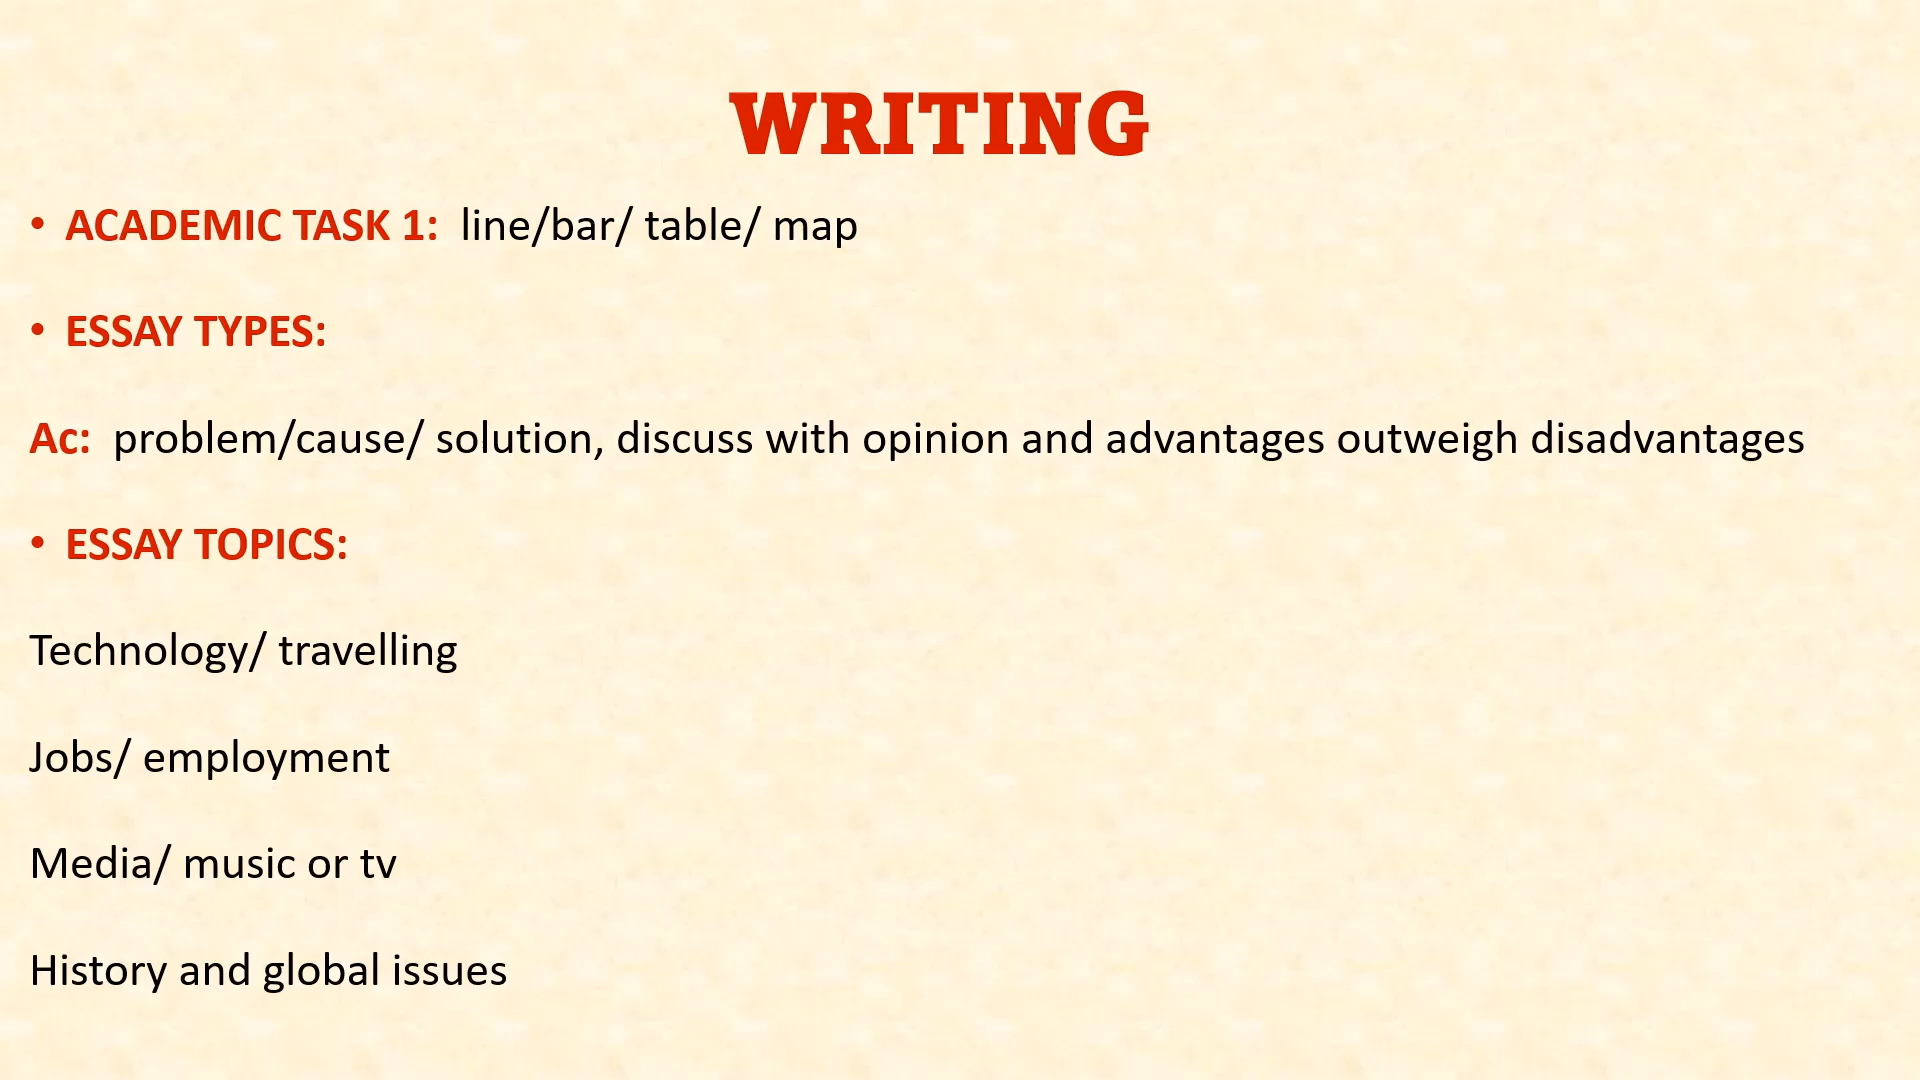 WRITING
• ACADEMIC TASK 1: line/bar/ table/ map
• ESSAY TYPES:
Ac: problem/cause/ solution, discuss with opinion and advantages outweigh disadvantages
• ESSAY TOPICS:
Technology/ travelling
Jobs/ employment
Media/ music or tv
History and global issues